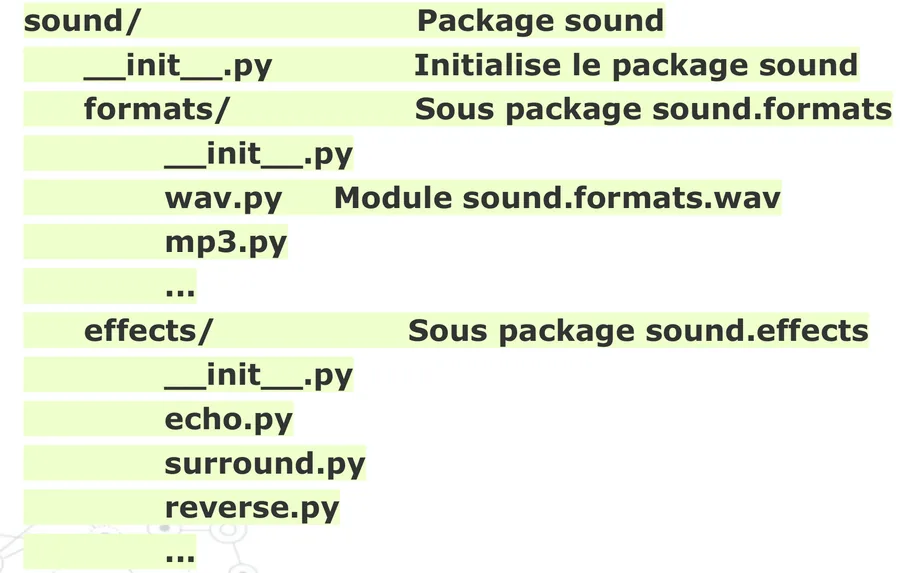 sound/ Package sound
__init__.py Initialise le package sound
formats/ Sous package sound.formats
__init__.py
wav.py Module sound.formats.wav
mp3.py
...
effects/ Sous package sound.effects
__init__.py
echo.py
surround.py
reverse.py
...